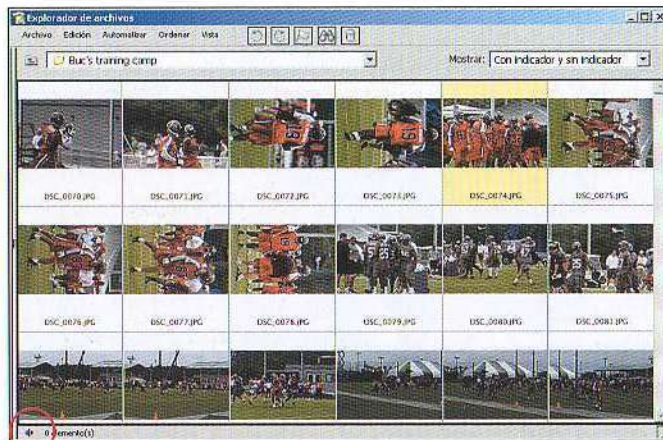 Explorador de archivos
Archivo Edición Automatizar Ordenar Vista
Buc's training camp
Mostrar: Con indicador y sin indicador
DSC_0070.JPG DSC_0071.JPG DSC_0072.JPG DSC_0073.JPG DSC_0074.JPG DSC_0075.JPG
DSC_0076.JPG DSC_0077.JPG DSC_0078.JPG DSC_0079.JPG DSC_0080.JPG DSC_0081.JPG
0 elemento(s)